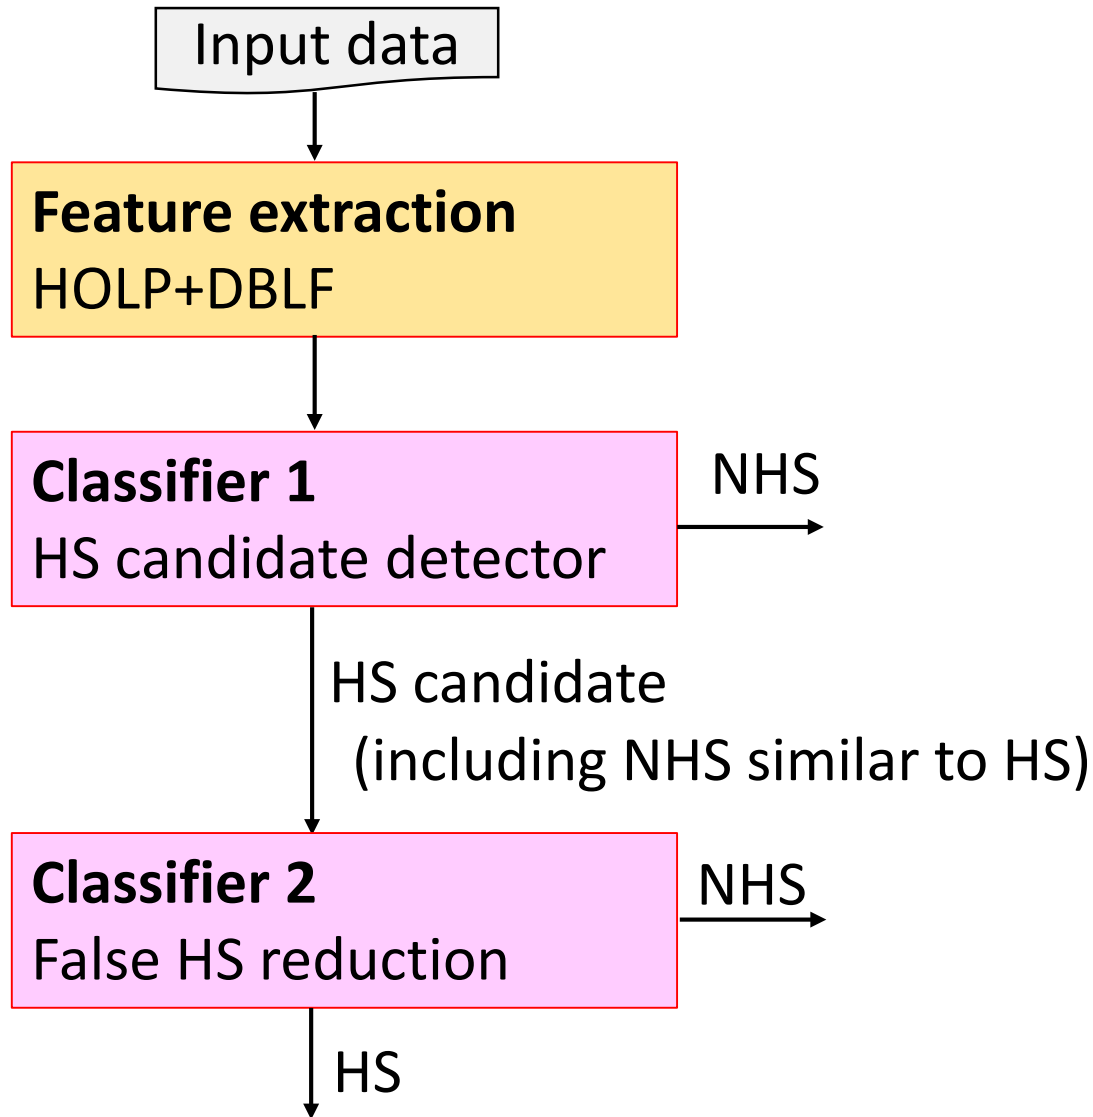 Input data
Feature extraction
HOLP+DBLF
Classifier 1
HS candidate detector
NHS
HS candidate
(including NHS similar to HS)
Classifier 2
False HS reduction
NHS
HS